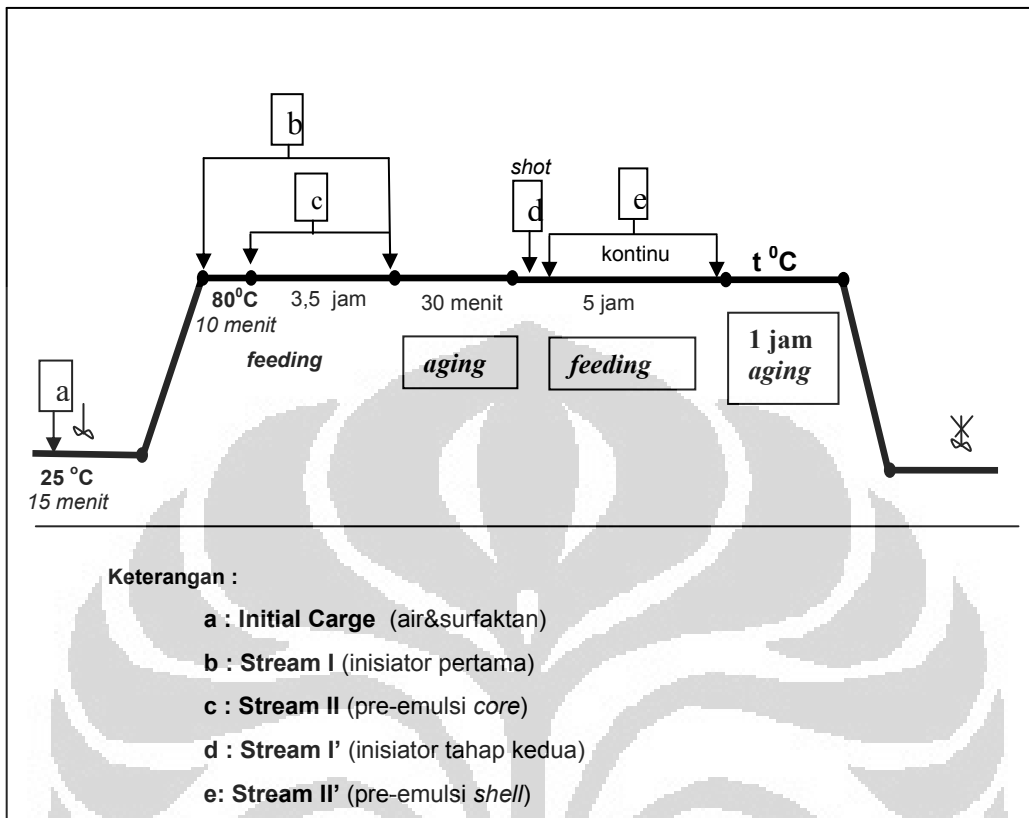 b
shot
c
d
e
kontinu
t ⁰C
80⁰C
3,5 jam
30 menit
5 jam
10 menit
feeding
aging
feeding
1 jam
aging
a
25 °C
15 menit
Keterangan :
a : Initial Carge (air&surfaktan)
b : Stream I (inisiator pertama)
c : Stream II (pre-emulsi core)
d : Stream I' (inisiator tahap kedua)
e: Stream II' (pre-emulsi shell)